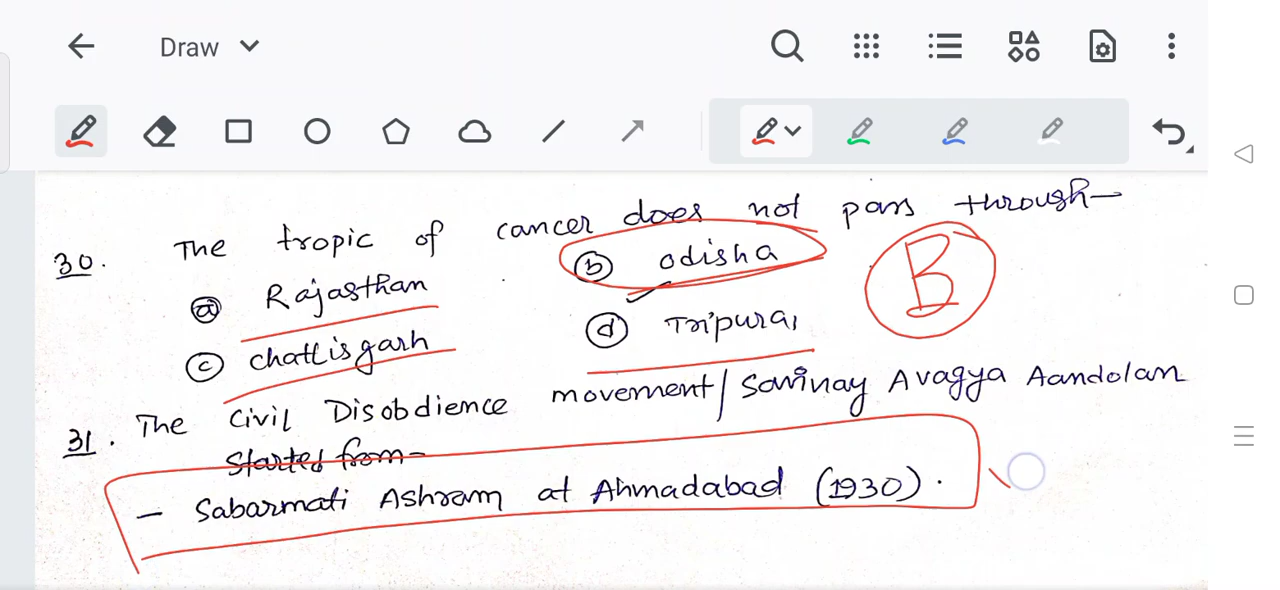 Draw
30. The tropic of cancer does not pass through—
(a) Rajasthan (b) odisha
B
(c) chattisgarh (d) Tripura
31. The Civil Disobdience movement/ Savinay Avagya Aandolan
Started from—
— Sabarmati Ashram at Ahmadabad (1930).